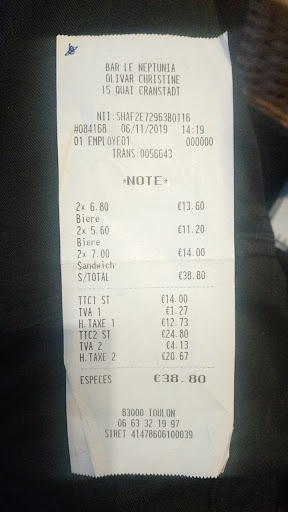 BAR LE NEPTUNIA
OLIVAR CHRISTINE
15 QUAI CRANSTADT
NII.SHAF2E72963B0116
#084168 06/11/2019 14:19
01 EMPLOYE01 000000
TRANS:0056643
*NOTE*
2x 6.80 €13.60
Biere
2x 5.60 €11.20
Biere
2x 7.00 €14.00
Sandwich
S/TOTAL €38.80
TTC1 ST €14.00
TVA 1 €1.27
H.TAXE 1 €12.73
TTC2 ST €24.80
TVA 2 €4.13
H.TAXE 2 €20.67
ESPECES €38.80
83000 TOULON
06 63 32 19 97
SIRET 41478606100039